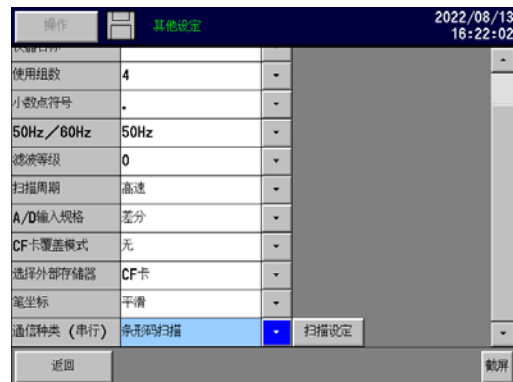 操作
其他设定
2022/08/13
16:22:02
使用组数 4
小数点符号 .
50Hz／60Hz 50Hz
滤波等级 0
扫描周期 高速
A/D输入规格 差分
CF卡覆盖模式 无
选择外部存储器 CF卡
笔坐标 平滑
通信种类 (串行) 条形码扫描 扫描设定
返回
截屏